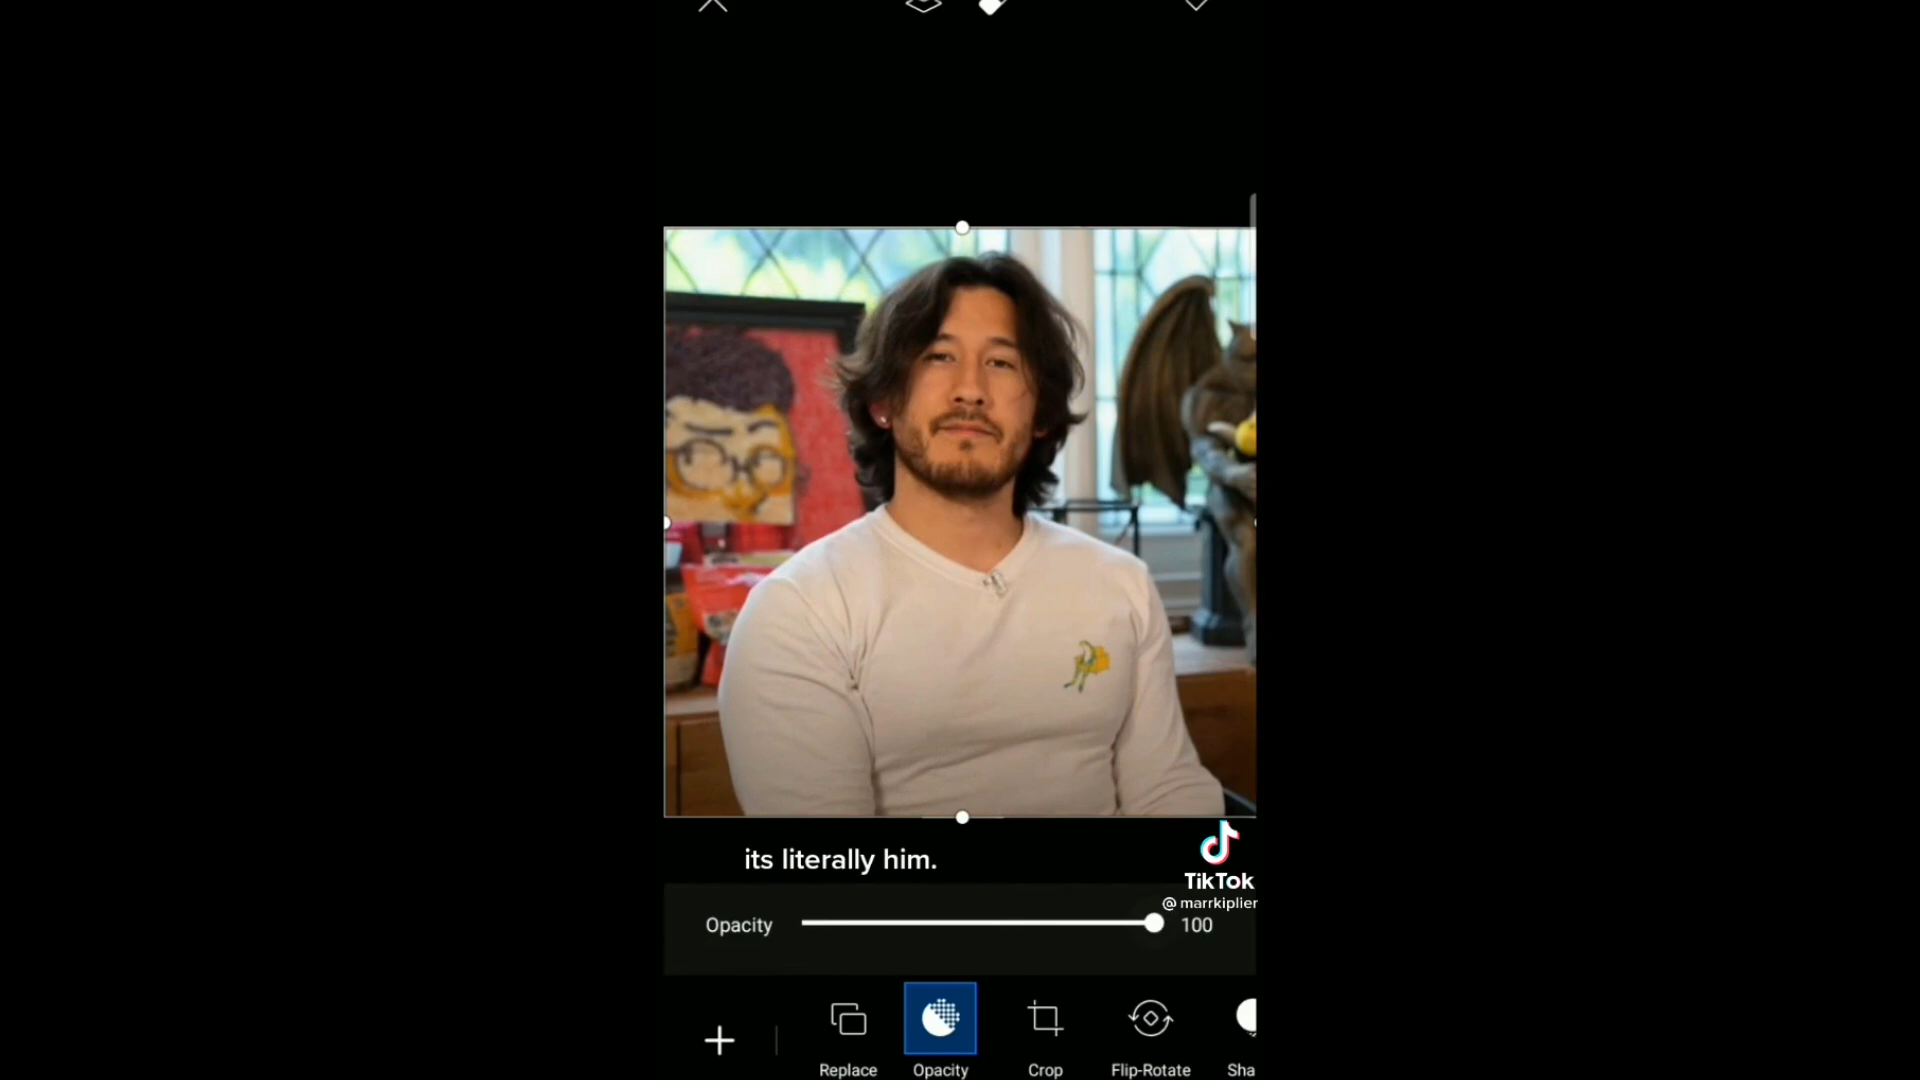 its literally him.
TikTok
@marrkiplier
Opacity 100
Replace Opacity Crop Flip-Rotate Sha